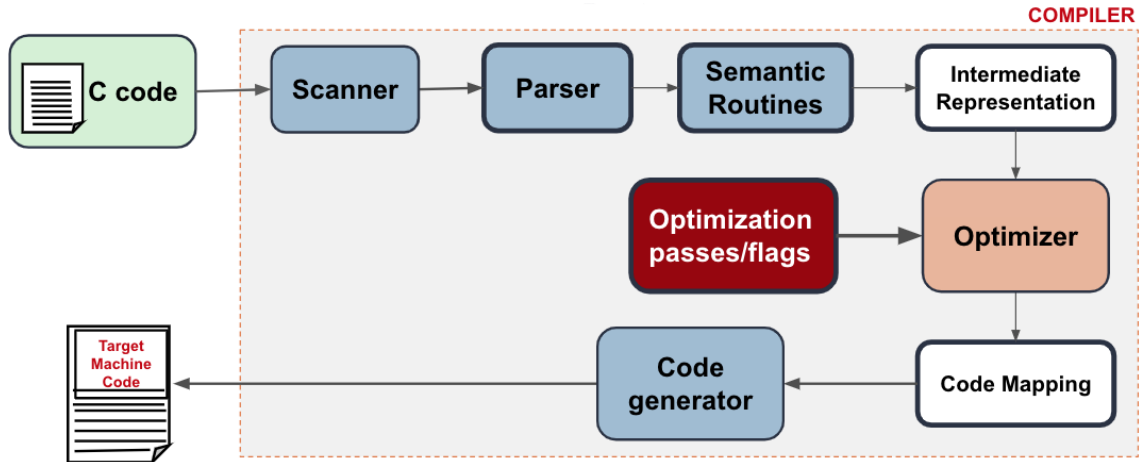 COMPILER
C code
Scanner
Parser
Semantic
Routines
Intermediate
Representation
Optimization
passes/flags
Optimizer
Target
Machine
Code
Code
generator
Code Mapping